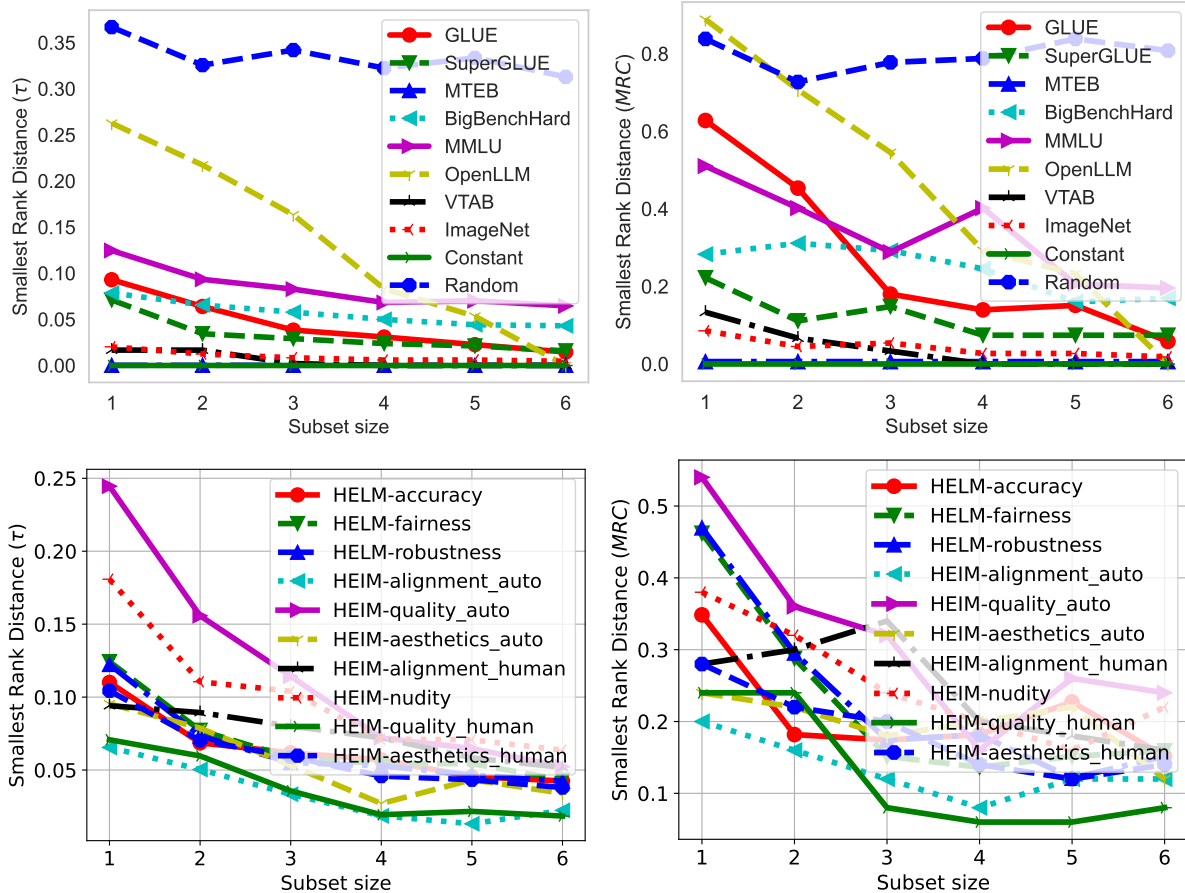 Smallest Rank Distance (τ)
0.35
0.30
0.25
0.20
0.15
0.10
0.05
0.00
GLUE
SuperGLUE
MTEB
BigBenchHard
MMLU
OpenLLM
VTAB
ImageNet
Constant
Random
1 2 3 4 5 6
Subset size
Smallest Rank Distance (MRC)
0.8
0.6
0.4
0.2
0.0
GLUE
SuperGLUE
MTEB
BigBenchHard
MMLU
OpenLLM
VTAB
ImageNet
Constant
Random
1 2 3 4 5 6
Subset size
Smallest Rank Distance (τ)
0.25
0.20
0.15
0.10
0.05
HELM-accuracy
HELM-fairness
HELM-robustness
HEIM-alignment_auto
HEIM-quality_auto
HEIM-aesthetics_auto
HEIM-alignment_human
HEIM-nudity
HEIM-quality_human
HEIM-aesthetics_human
1 2 3 4 5 6
Subset size
Smallest Rank Distance (MRC)
0.5
0.4
0.3
0.2
0.1
HELM-accuracy
HELM-fairness
HELM-robustness
HEIM-alignment_auto
HEIM-quality_auto
HEIM-aesthetics_auto
HEIM-alignment_human
HEIM-nudity
HEIM-quality_human
HEIM-aesthetics_human
1 2 3 4 5 6
Subset size